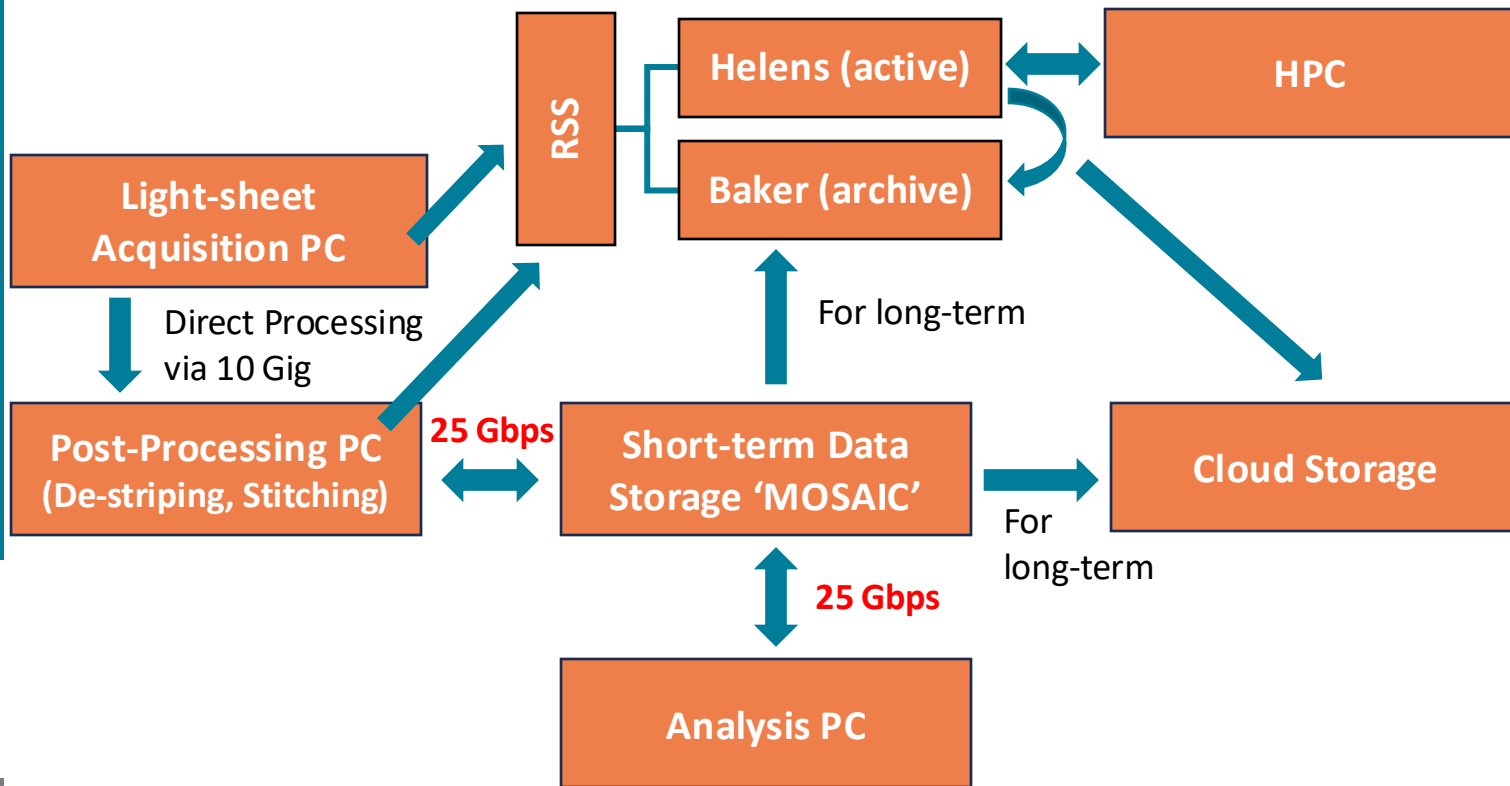 RSS
Helens (active)
HPC
Baker (archive)
Light-sheet
Acquisition PC
Direct Processing
via 10 Gig
For long-term
Post-Processing PC
(De-striping, Stitching)
25 Gbps
Short-term Data
Storage ‘MOSAIC’
Cloud Storage
For
long-term
25 Gbps
Analysis PC